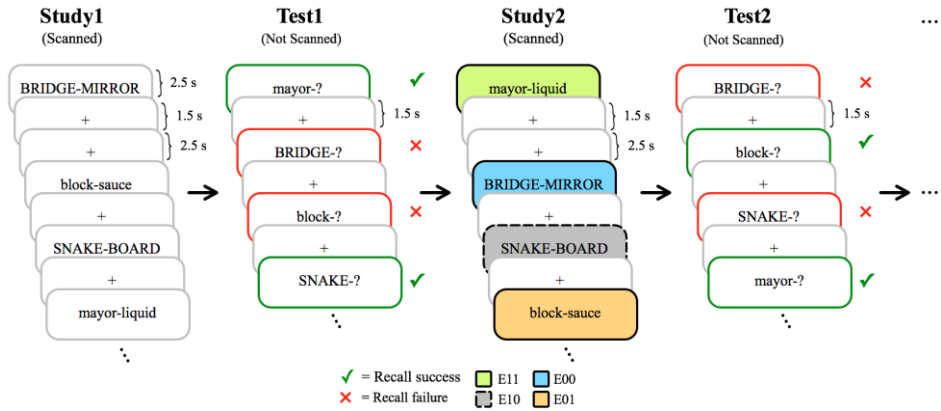 Study1
(Scanned)
BRIDGE-MIRROR
2.5 s
+
1.5 s
+
2.5 s
block-sauce
+
SNAKE-BOARD
+
mayor-liquid
...
Test1
(Not Scanned)
mayor-?
✓
+
BRIDGE-?
×
+
block-?
×
+
SNAKE-?
✓
...
Study2
(Scanned)
mayor-liquid
+
1.5 s
+
2.5 s
BRIDGE-MIRROR
+
SNAKE-BOARD
+
block-sauce
...
Test2
(Not Scanned)
BRIDGE-?
×
+
1.5 s
block-?
✓
+
SNAKE-?
×
+
mayor-?
✓
...
...
...
✓ = Recall success
× = Recall failure
E11
E00
E10
E01